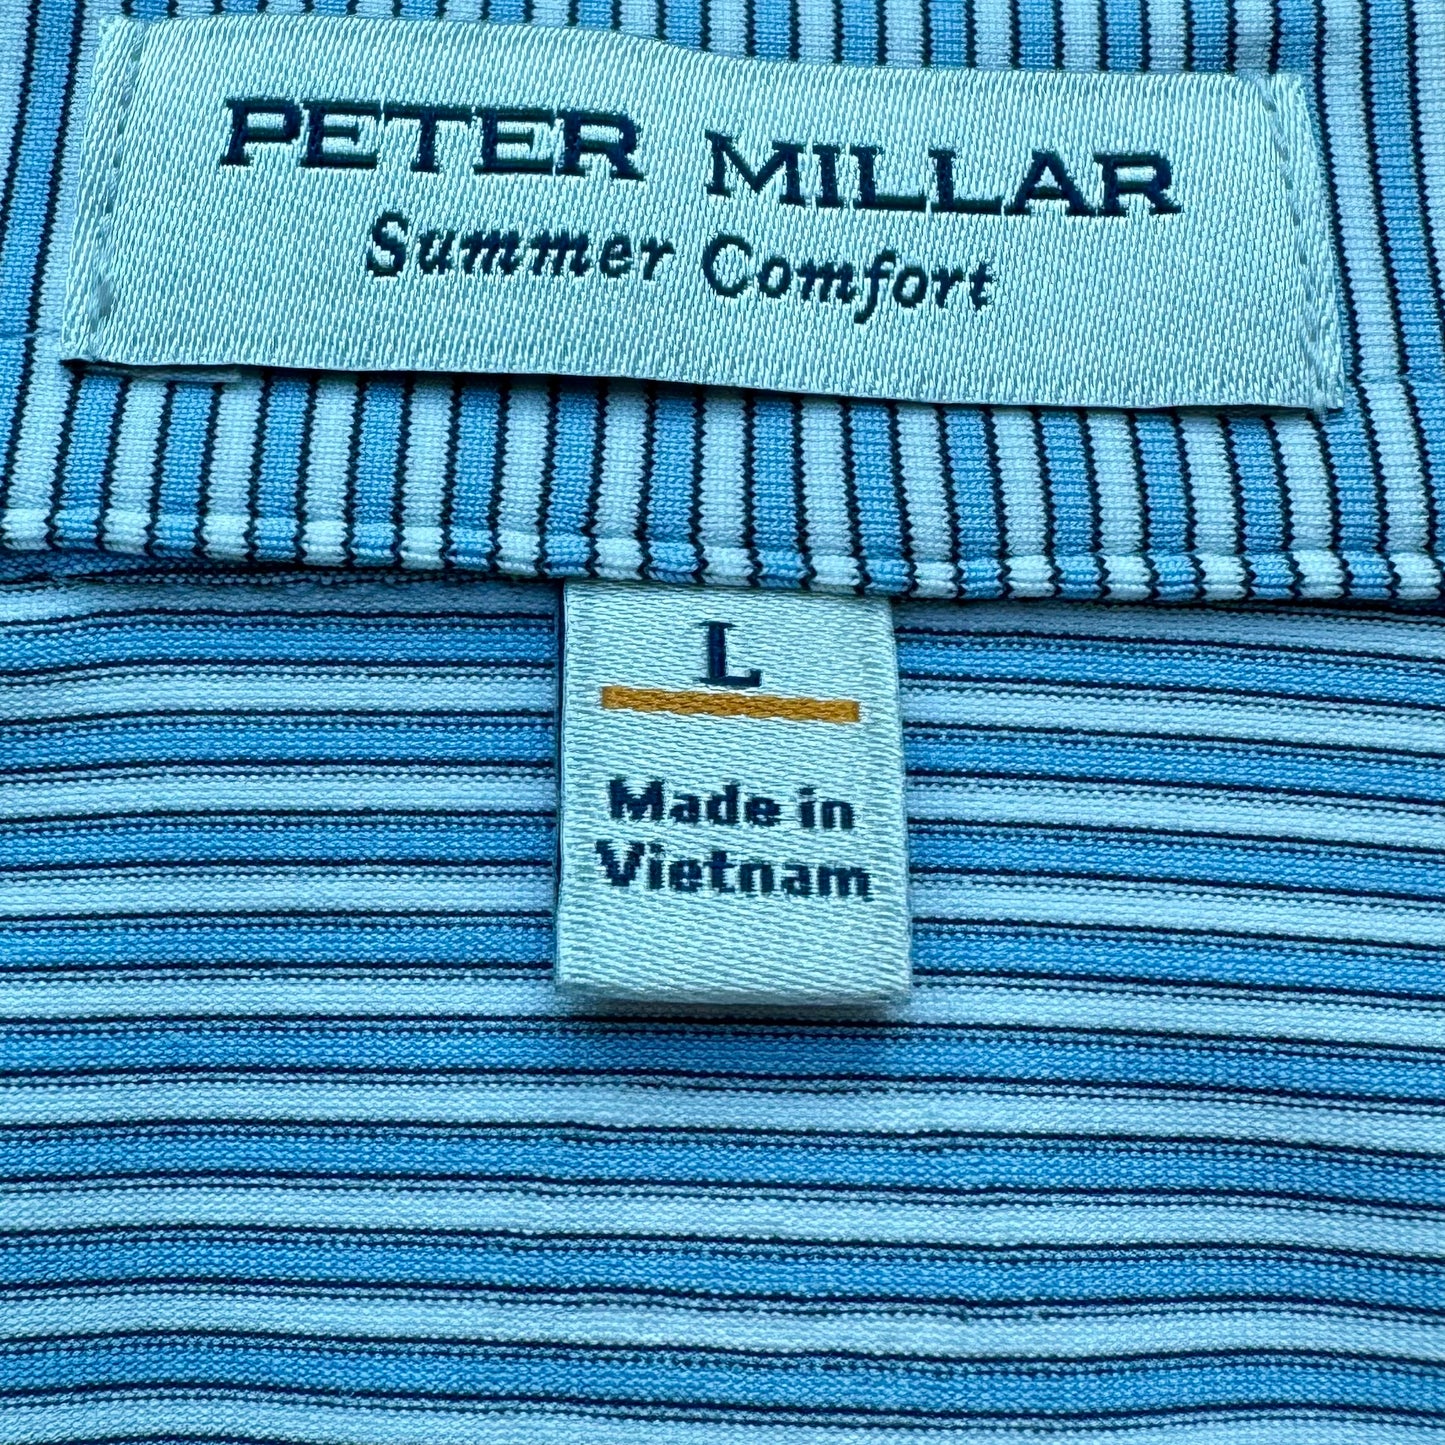 PETER MILLAR
Summer Comfort
L
Made in
Vietnam